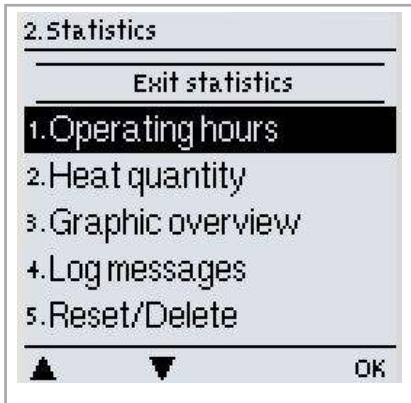 2.Statistics
Exit statistics
1.Operating hours
2.Heat quantity
3.Graphic overview
4.Log messages
5.Reset/Delete
▲ ▼ OK